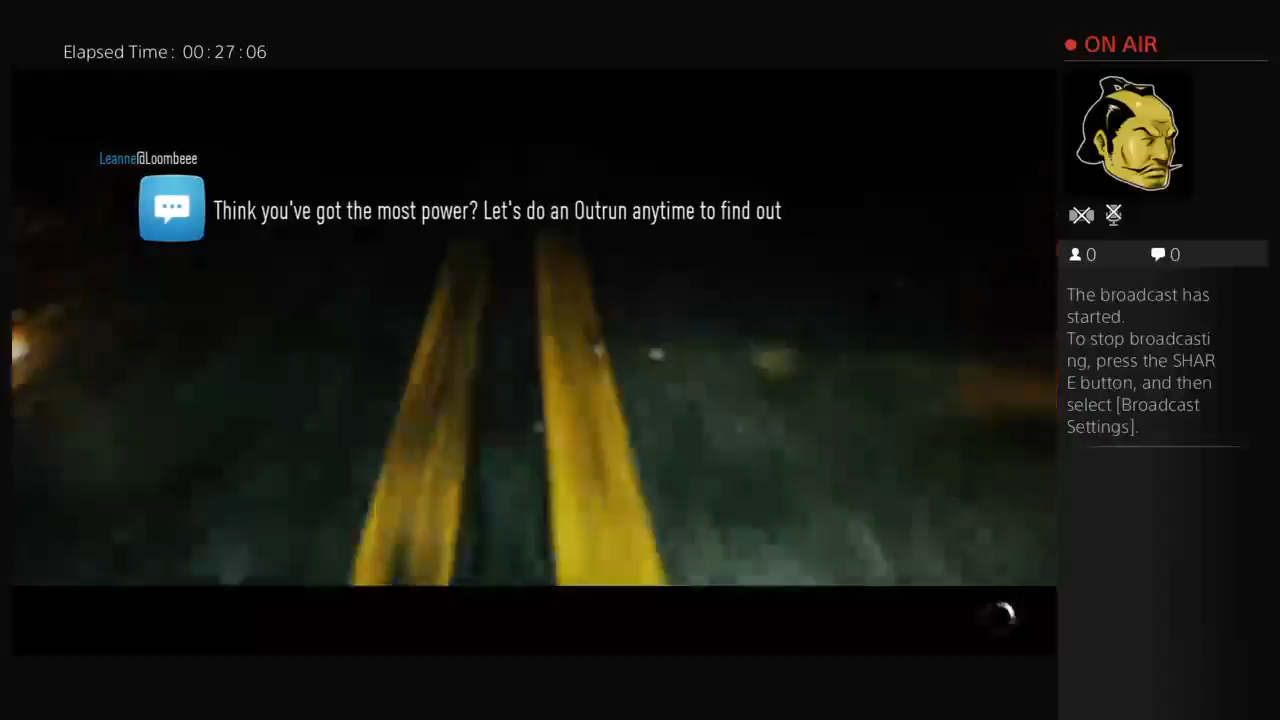 Elapsed Time: 00:27:06
ON AIR
Leanne@Loombeee
Think you've got the most power? Let's do an Outrun anytime to find out
0 0
The broadcast has
started.
To stop broadcasti
ng, press the SHAR
E button, and then
select [Broadcast
Settings].